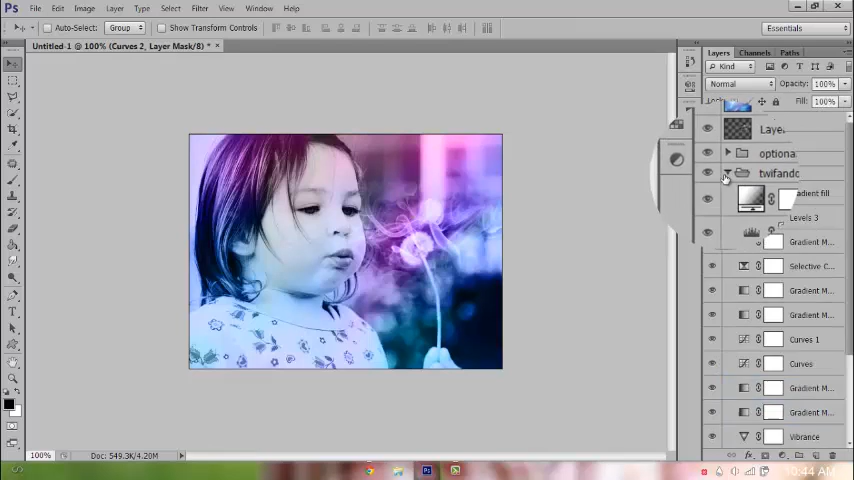 Ps File Edit Image Layer Type Select Filter View Window Help
Auto-Select: Group Show Transform Controls Essentials
Untitled-1 @ 100% (Curves 2, Layer Mask/8) * ×
Layers Channels Paths
Kind
Normal Opacity: 100%
Fill: 100%
Laye
optiona
twifando
radient fill
Levels 3
Gradient M...
Selective C...
Gradient M...
Gradient M...
Curves 1
Curves
Gradient M...
Gradient M...
Vibrance
100% Doc: 549.3K/4.20M
fx
Ps
10:44 AM